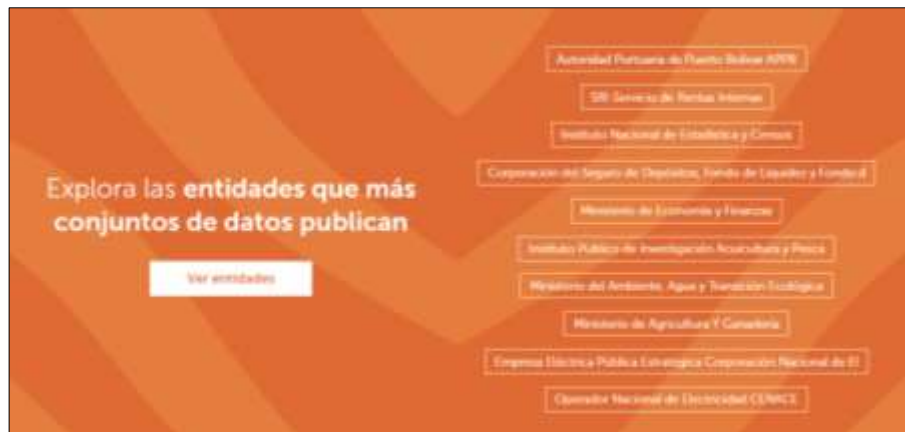 Explora las entidades que más
conjuntos de datos publican
Ver entidades
Autoridad Portuaria de Puerto Bolívar APPB
SRI Servicio de Rentas Internas
Instituto Nacional de Estadística y Censos
Corporación del Seguro de Depósitos, Fondo de Liquidez y Fondo d
Ministerio de Economía y Finanzas
Instituto Público de Investigación Acuicultura y Pesca
Ministerio del Ambiente, Agua y Transición Ecológica
Ministerio de Agricultura Y Ganadería
Empresa Eléctrica Pública Estratégica Corporación Nacional de El
Operador Nacional de Electricidad CENACE